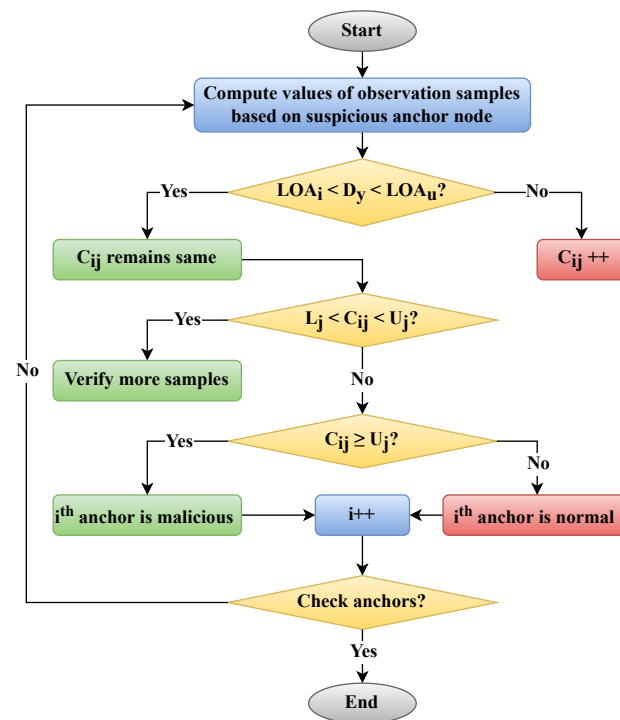 Start
Compute values of observation samples
based on suspicious anchor node
LOAi < Dy < LOAu?
Yes
No
Cij remains same
Cij ++
Lj < Cij < Uj?
Yes
No
Verify more samples
No
Cij ≥ Uj?
Yes
No
ith anchor is malicious
i++
ith anchor is normal
Check anchors?
Yes
End